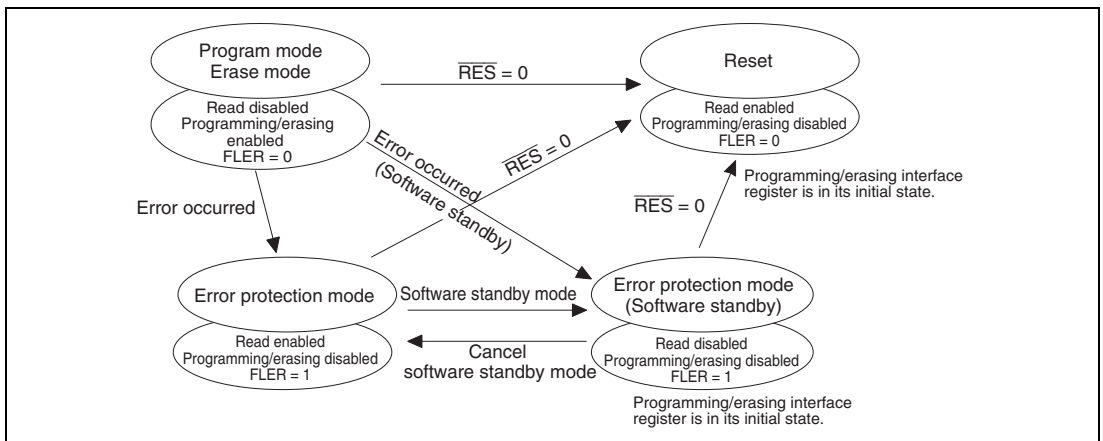 Program mode
Erase mode
Read disabled
Programming/erasing
enabled
FLER = 0
R̅E̅S̅ = 0
Reset
Read enabled
Programming/erasing disabled
FLER = 0
Programming/erasing interface
register is in its initial state.
Error occurred
(Software standby)
R̅E̅S̅ = 0
R̅E̅S̅ = 0
Error occurred
Error protection mode
Read enabled
Programming/erasing disabled
FLER = 1
Software standby mode
Cancel
software standby mode
Error protection mode
(Software standby)
Read disabled
Programming/erasing disabled
FLER = 1
Programming/erasing interface
register is in its initial state.